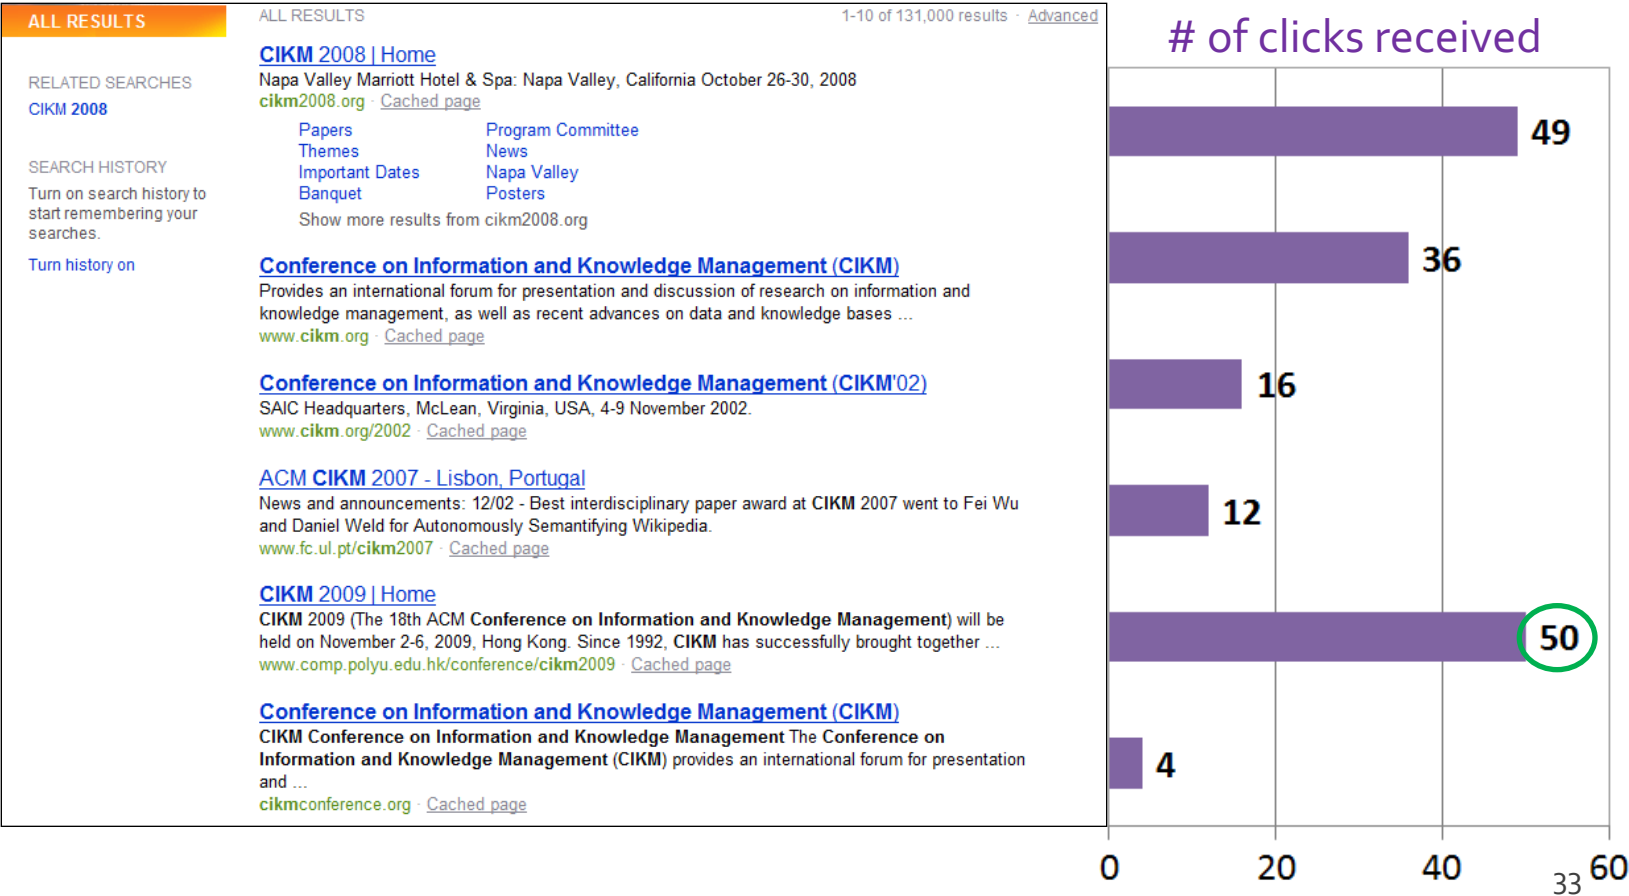 ALL RESULTS
RELATED SEARCHES
CIKM 2008
SEARCH HISTORY
Turn on search history to
start remembering your
searches.
Turn history on
ALL RESULTS
1-10 of 131,000 results · Advanced
CIKM 2008 | Home
Napa Valley Marriott Hotel & Spa: Napa Valley, California October 26-30, 2008
cikm2008.org · Cached page
Papers Program Committee
Themes News
Important Dates Napa Valley
Banquet Posters
Show more results from cikm2008.org
Conference on Information and Knowledge Management (CIKM)
Provides an international forum for presentation and discussion of research on information and
knowledge management, as well as recent advances on data and knowledge bases ...
www.cikm.org · Cached page
Conference on Information and Knowledge Management (CIKM'02)
SAIC Headquarters, McLean, Virginia, USA, 4-9 November 2002.
www.cikm.org/2002 · Cached page
ACM CIKM 2007 - Lisbon, Portugal
News and announcements: 12/02 - Best interdisciplinary paper award at CIKM 2007 went to Fei Wu
and Daniel Weld for Autonomously Semantifying Wikipedia.
www.fc.ul.pt/cikm2007 · Cached page
CIKM 2009 | Home
CIKM 2009 (The 18th ACM Conference on Information and Knowledge Management) will be
held on November 2-6, 2009, Hong Kong. Since 1992, CIKM has successfully brought together ...
www.comp.polyu.edu.hk/conference/cikm2009 · Cached page
Conference on Information and Knowledge Management (CIKM)
CIKM Conference on Information and Knowledge Management The Conference on
Information and Knowledge Management (CIKM) provides an international forum for presentation
and ...
cikmconference.org · Cached page
# of clicks received
49
36
16
12
50
4
0 20 40 60
33